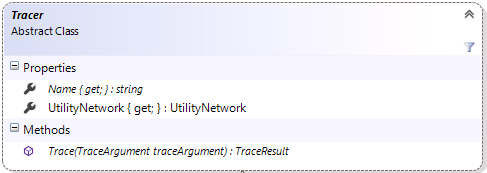 Tracer
Abstract Class
Properties
Name { get; } : string
UtilityNetwork { get; } : UtilityNetwork
Methods
Trace(TraceArgument traceArgument) : TraceResult